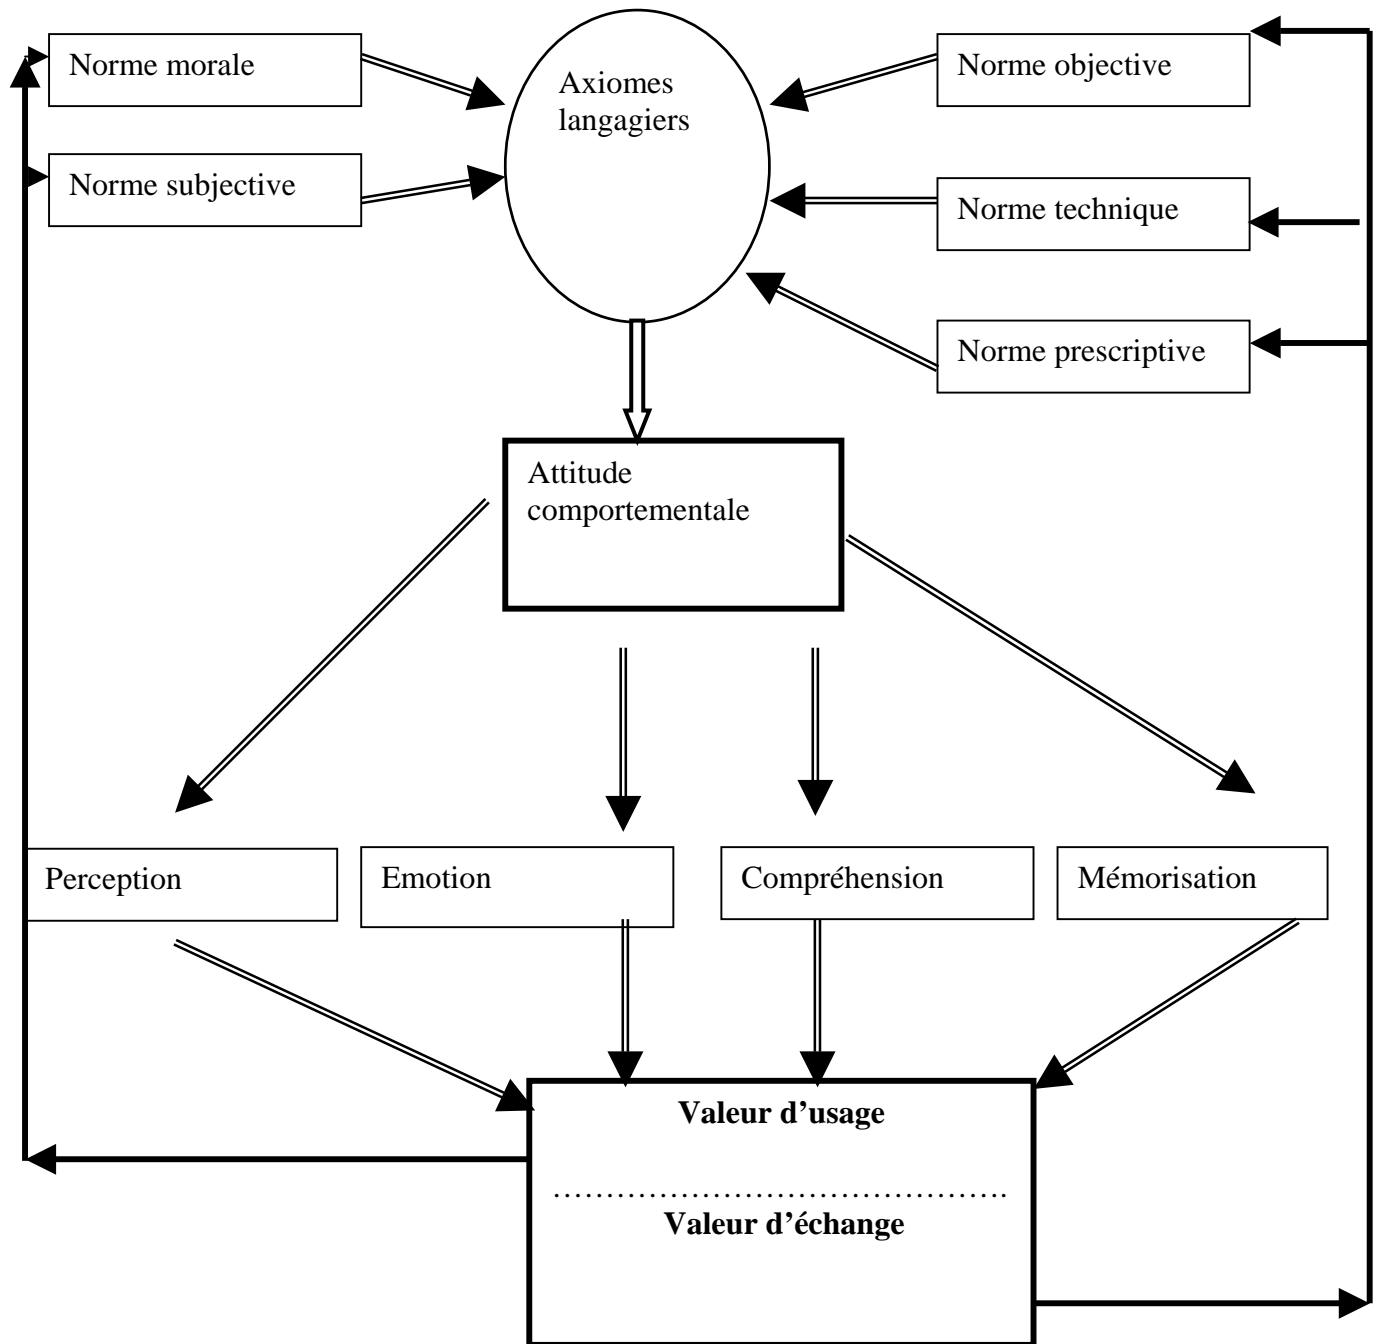 Norme morale
Axiomes
langagiers
Norme objective
Norme subjective
Norme technique
Norme prescriptive
Attitude
comportementale
Perception
Emotion
Compréhension
Mémorisation
Valeur d’usage
……………………………………….
Valeur d’échange